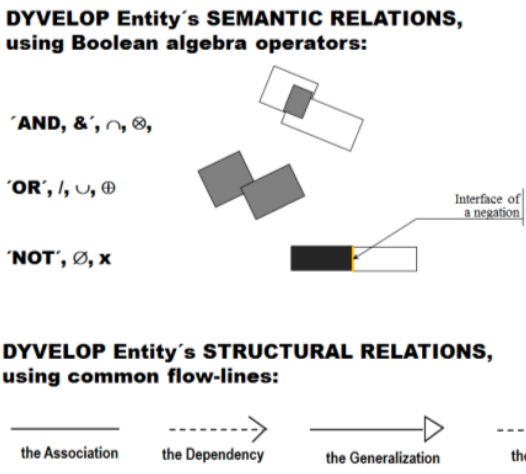 DYVELOP Entity´s SEMANTIC RELATIONS,
using Boolean algebra operators:
´AND, &´, ∩, ⊗,
´OR´, /, ∪, ⊕
Interface of
a negation
´NOT´, ∅, x
DYVELOP Entity´s STRUCTURAL RELATIONS,
using common flow-lines:
the Association the Dependency the Generalization the